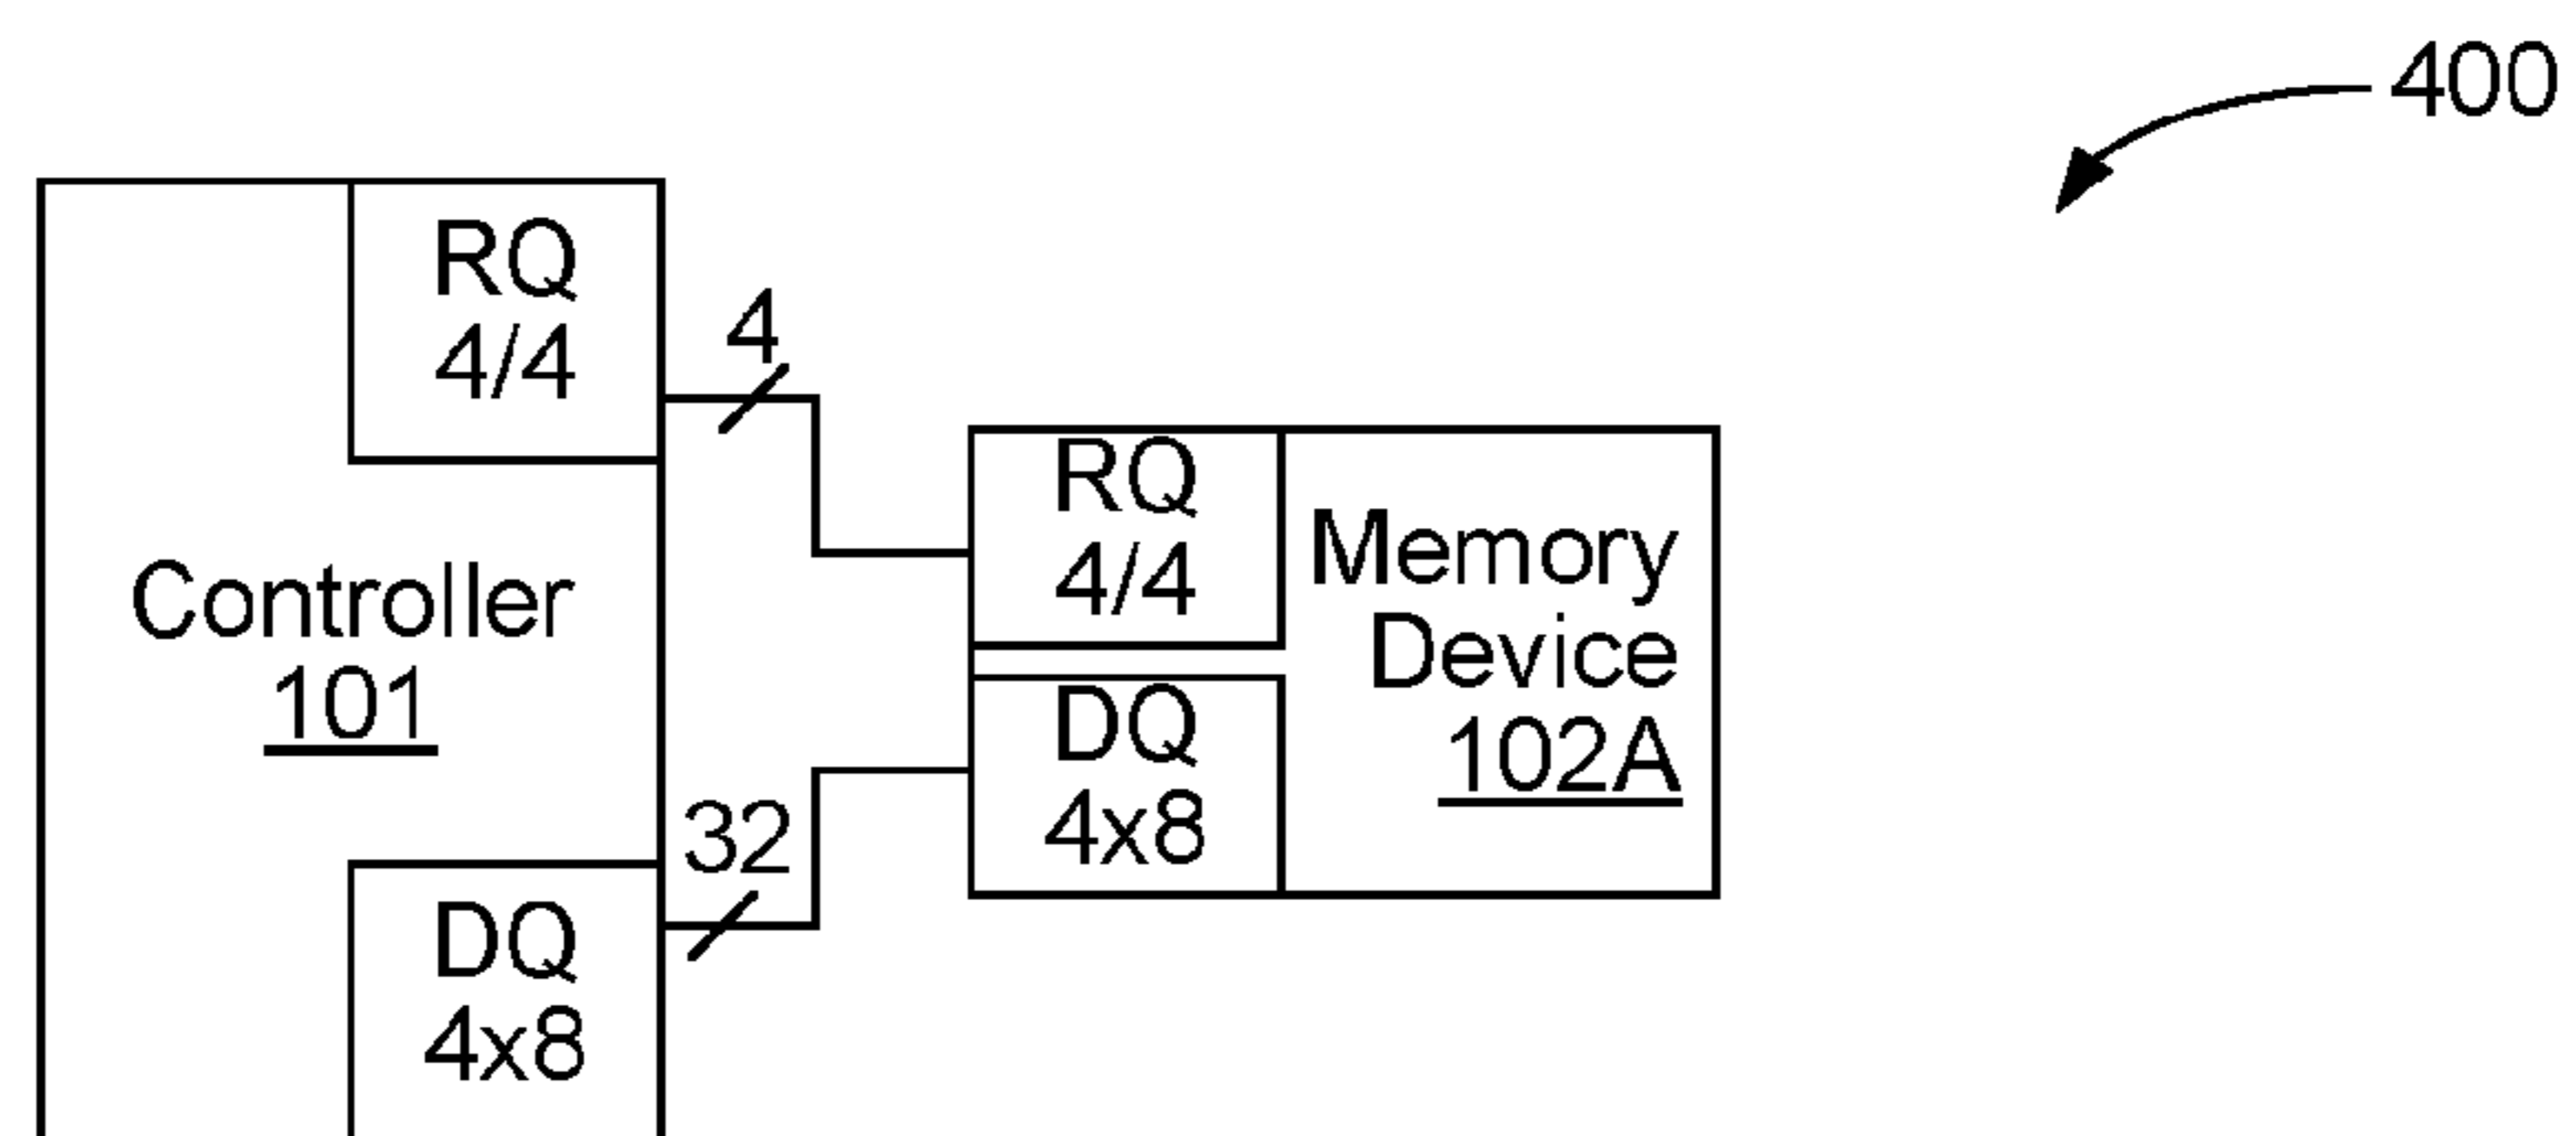 400
RQ
4/4
4
Controller
101
RQ
4/4
Memory
Device
102A
DQ
4x8
32
DQ
4x8